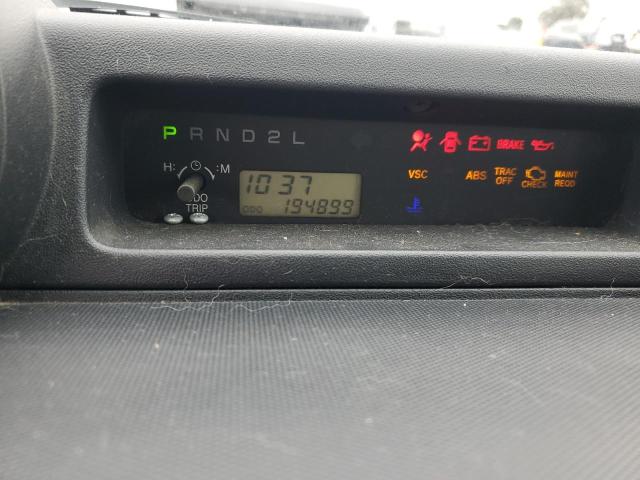 P R N D 2 L
BRAKE
H: :M
VSC ABS TRAC OFF CHECK MAINT REQD
10 37
ODO
TRIP
ODO 194899